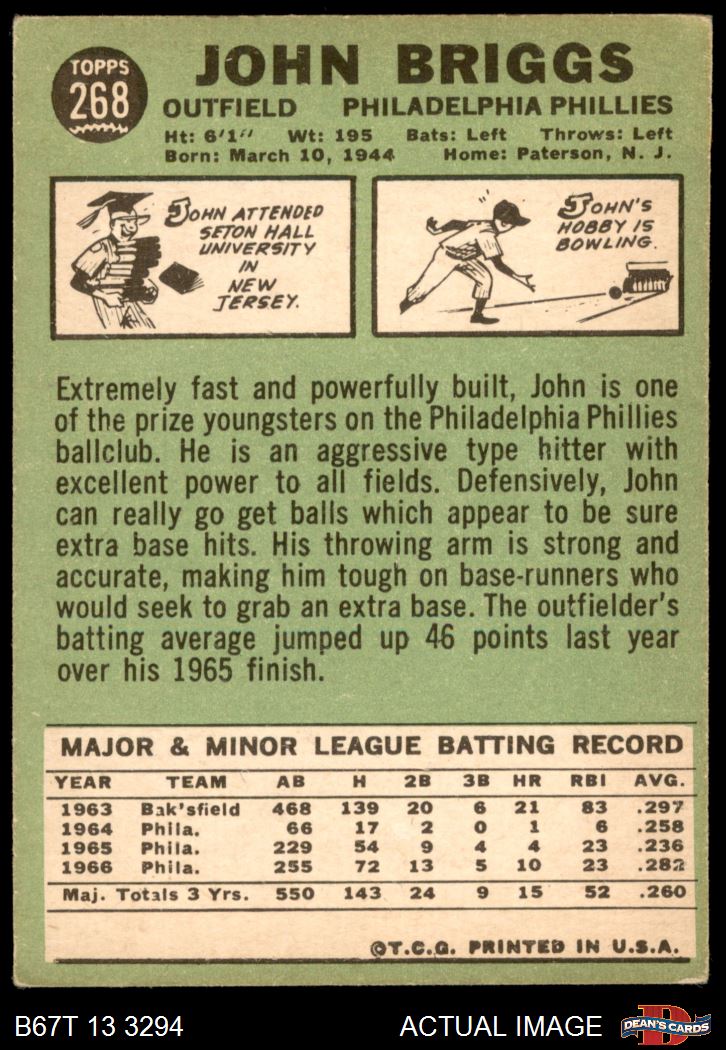 TOPPS
268
JOHN BRIGGS
OUTFIELD PHILADELPHIA PHILLIES
Ht: 6'1" Wt: 195 Bats: Left Throws: Left
Born: March 10, 1944 Home: Paterson, N. J.
JOHN ATTENDED
SETON HALL
UNIVERSITY
IN
NEW
JERSEY.
JOHN'S
HOBBY IS
BOWLING.
Extremely fast and powerfully built, John is one
of the prize youngsters on the Philadelphia Phillies
ballclub. He is an aggressive type hitter with
excellent power to all fields. Defensively, John
can really go get balls which appear to be sure
extra base hits. His throwing arm is strong and
accurate, making him tough on base-runners who
would seek to grab an extra base. The outfielder's
batting average jumped up 46 points last year
over his 1965 finish.
MAJOR & MINOR LEAGUE BATTING RECORD
YEAR TEAM AB H 2B 3B HR RBI AVG.
1963 Bak'sfield 468 139 20 6 21 83 .297
1964 Phila. 66 17 2 0 1 6 .258
1965 Phila. 229 54 9 4 4 23 .236
1966 Phila. 255 72 13 5 10 23 .282
Maj. Totals 3 Yrs. 550 143 24 9 15 52 .260
©T.C.G. PRINTED IN U.S.A.
B67T 13 3294 ACTUAL IMAGE
D
DEAN'S CARDS